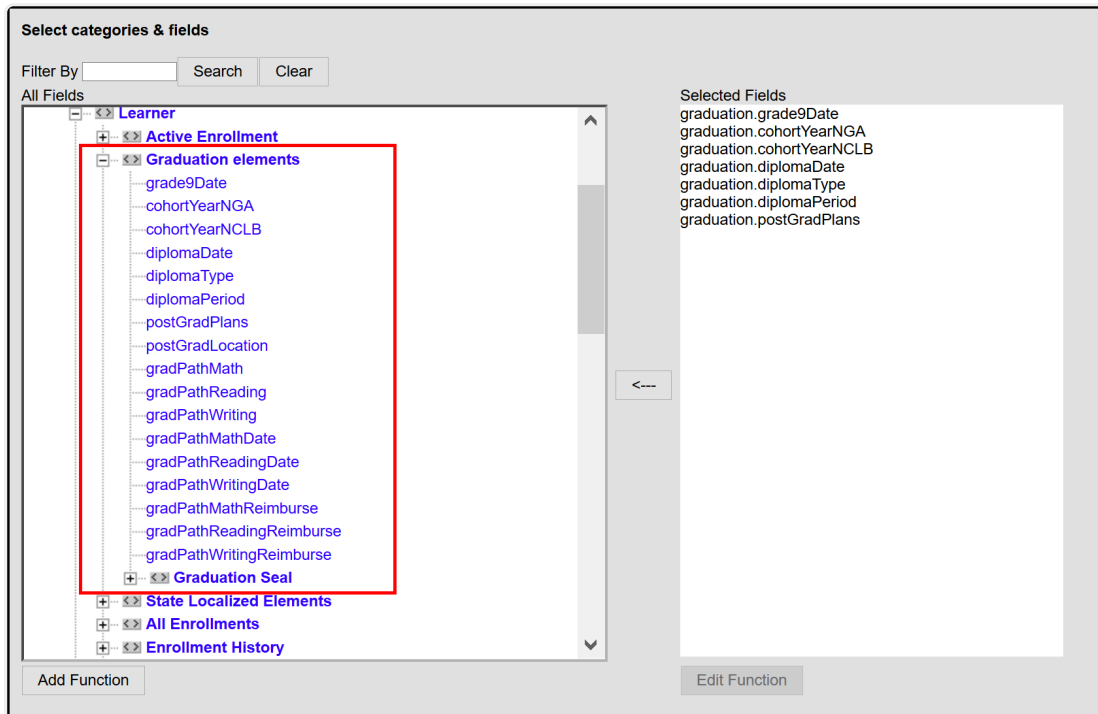 Select categories & fields
Filter By
Search
Clear
All Fields
Learner
Active Enrollment
Graduation elements
grade9Date
cohortYearNGA
cohortYearNCLB
diplomaDate
diplomaType
diplomaPeriod
postGradPlans
postGradLocation
gradPathMath
gradPathReading
gradPathWriting
gradPathMathDate
gradPathReadingDate
gradPathWritingDate
gradPathMathReimburse
gradPathReadingReimburse
gradPathWritingReimburse
Graduation Seal
State Localized Elements
All Enrollments
Enrollment History
Add Function
<---
Selected Fields
graduation.grade9Date
graduation.cohortYearNGA
graduation.cohortYearNCLB
graduation.diplomaDate
graduation.diplomaType
graduation.diplomaPeriod
graduation.postGradPlans
Edit Function